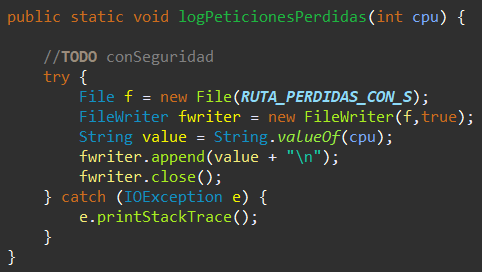 public static void logPeticionesPerdidas(int cpu) {
//TODO conSeguridad
try {
File f = new File(RUTA_PERDIDAS_CON_S);
FileWriter fwriter = new FileWriter(f,true);
String value = String.valueOf(cpu);
fwriter.append(value + "\n");
fwriter.close();
} catch (IOException e) {
e.printStackTrace();
}
}